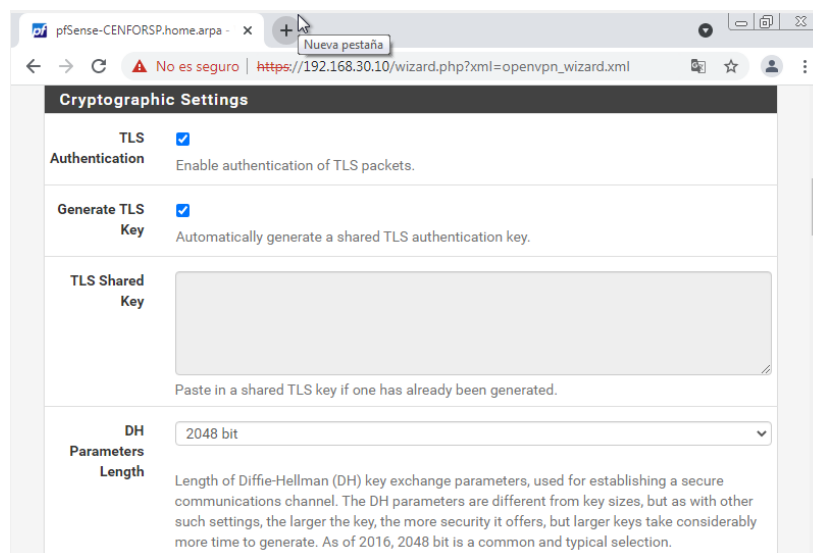 pfSense-CENFORSP.home.arpa -
Nueva pestaña
No es seguro | https://192.168.30.10/wizard.php?xml=openvpn_wizard.xml
Cryptographic Settings
TLS
Authentication
Enable authentication of TLS packets.
Generate TLS
Key
Automatically generate a shared TLS authentication key.
TLS Shared
Key
Paste in a shared TLS key if one has already been generated.
DH
Parameters
Length
2048 bit
Length of Diffie-Hellman (DH) key exchange parameters, used for establishing a secure
communications channel. The DH parameters are different from key sizes, but as with other
such settings, the larger the key, the more security it offers, but larger keys take considerably
more time to generate. As of 2016, 2048 bit is a common and typical selection.